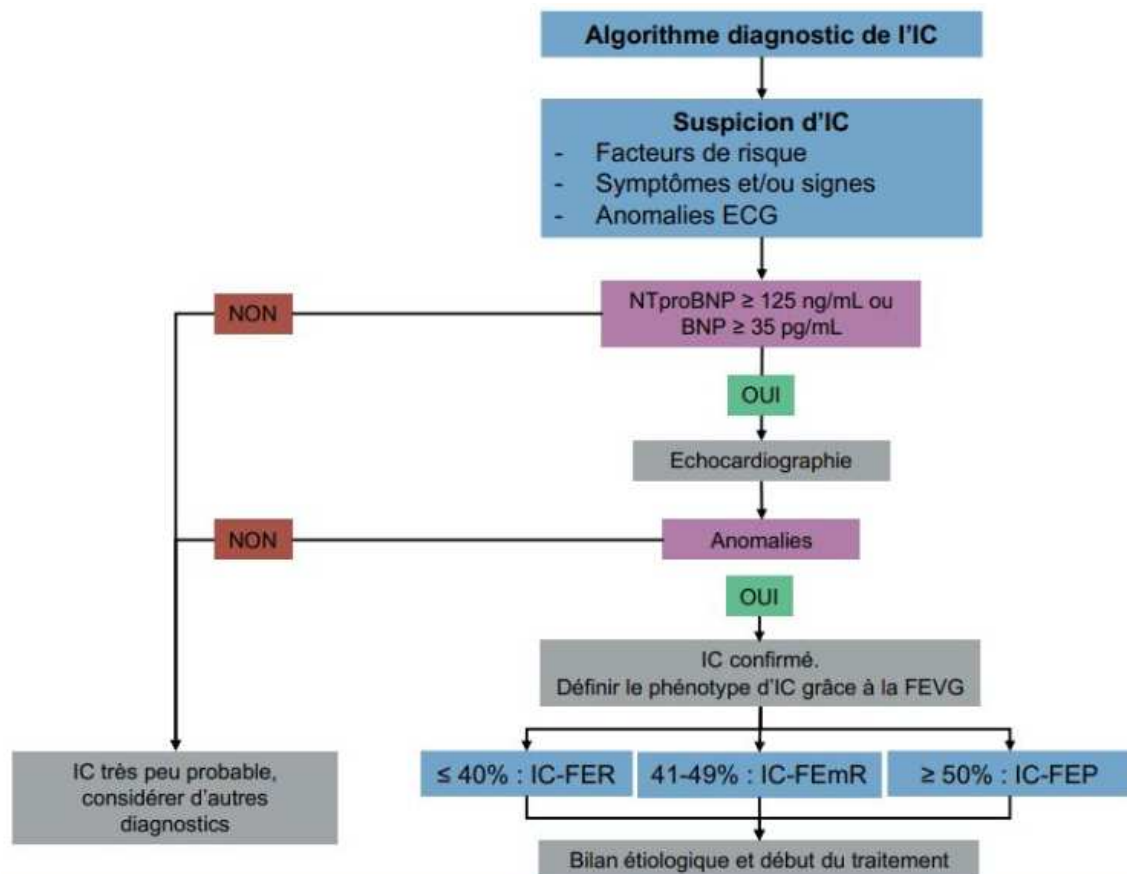 Algorithme diagnostic de l'IC
Suspicion d'IC
- Facteurs de risque
- Symptômes et/ou signes
- Anomalies ECG
NON
NTproBNP ≥ 125 ng/mL ou
BNP ≥ 35 pg/mL
OUI
Echocardiographie
NON
Anomalies
OUI
IC confirmé.
Définir le phénotype d'IC grâce à la FEVG
IC très peu probable,
considérer d'autres
diagnostics
≤ 40% : IC-FER
41-49% : IC-FEmR
≥ 50% : IC-FEP
Bilan étiologique et début du traitement